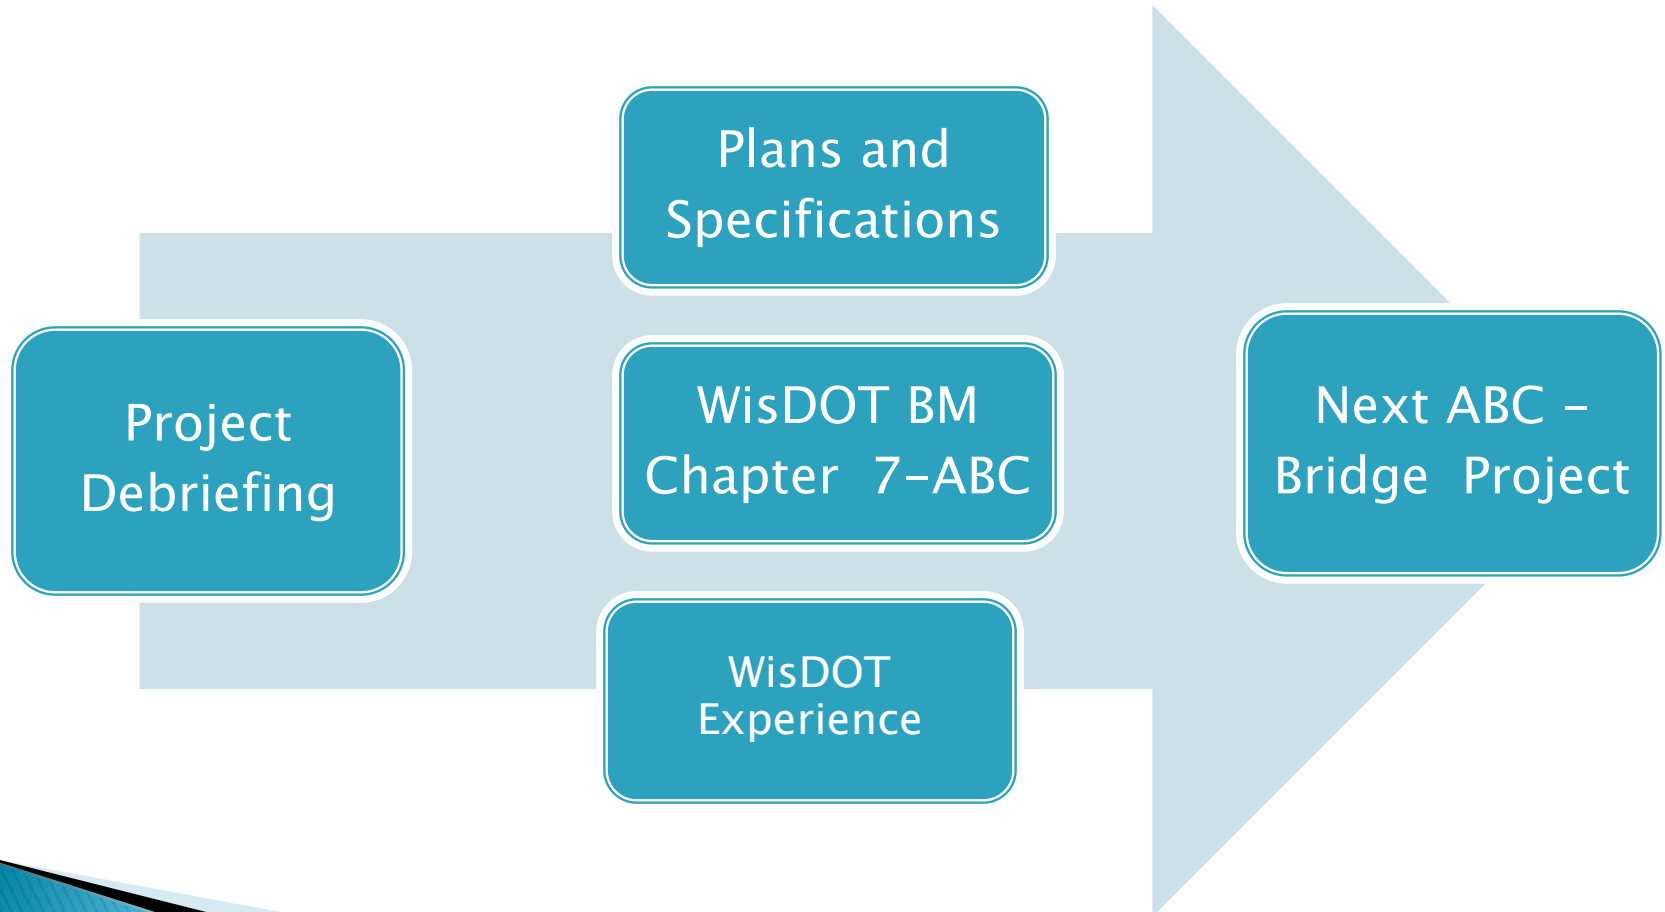 Project
Debriefing
Plans and
Specifications
WisDOT BM
Chapter 7-ABC
WisDOT
Experience
Next ABC –
Bridge Project